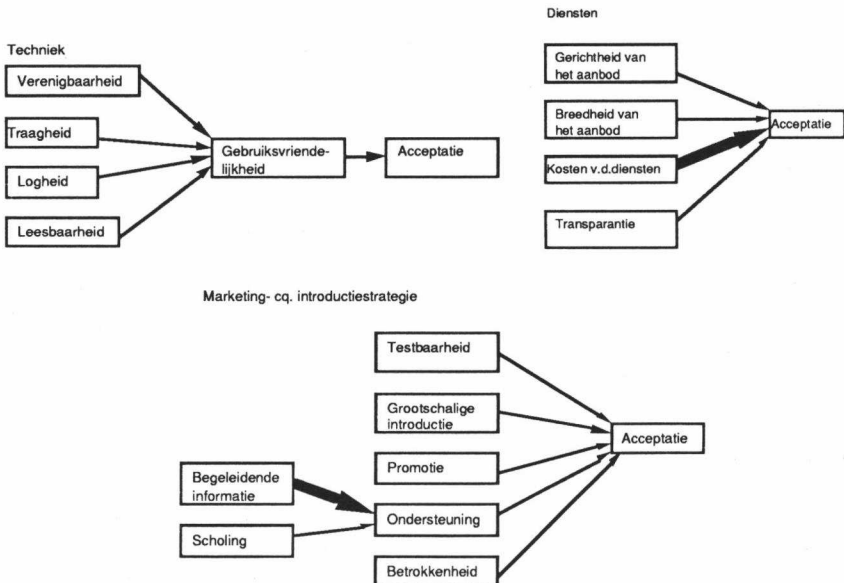 Techniek
Verenigbaarheid
Traagheid
Logheid
Leesbaarheid
Gebruiksvriende-
lijkheid
Acceptatie
Diensten
Gerichtheid van
het aanbod
Breedheid van
het aanbod
Kosten v.d.diensten
Transparantie
Acceptatie
Marketing- cq. introductiestrategie
Testbaarheid
Grootschalige
introductie
Promotie
Begeleidende
informatie
Ondersteuning
Scholing
Betrokkenheid
Acceptatie